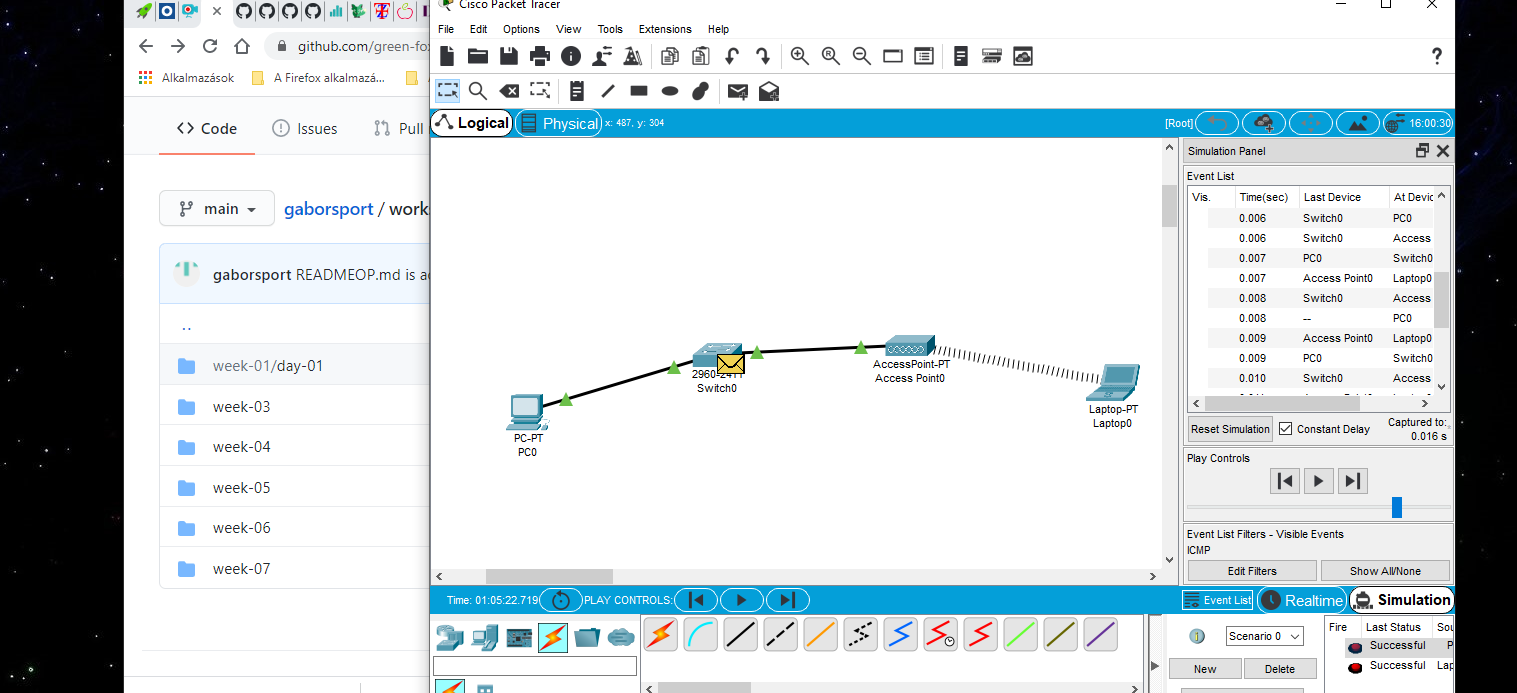 Cisco Packet Tracer
File Edit Options View Tools Extensions Help
github.com/green-fo
Alkalmazások
A Firefox alkalmazá...
Code
Issues
Pull
Logical
Physical
x: 487, y: 304
[Root]
16:00:30
main
gaborsport / work
gaborsport READMEOP.md is ac
..
week-01/day-01
week-03
week-04
week-05
week-06
week-07
2960-24TT
Switch0
AccessPoint-PT
Access Point0
Laptop-PT
Laptop0
PC-PT
PC0
Simulation Panel
Event List
Vis. Time(sec) Last Device At Devic
0.006 Switch0 PC0
0.006 Switch0 Access
0.007 PC0 Switch0
0.007 Access Point0 Laptop0
0.008 Switch0 Access
0.008 -- PC0
0.009 Access Point0 Laptop0
0.009 PC0 Switch0
0.010 Switch0 Access
Reset Simulation
Constant Delay
Captured to:
0.016 s
Play Controls
Event List Filters - Visible Events
ICMP
Edit Filters
Show All/None
Time: 01:05:22.719
PLAY CONTROLS:
Event List
Realtime
Simulation
1
Scenario 0
New
Delete
Fire Last Status Sou
Successful P
Successful Lap